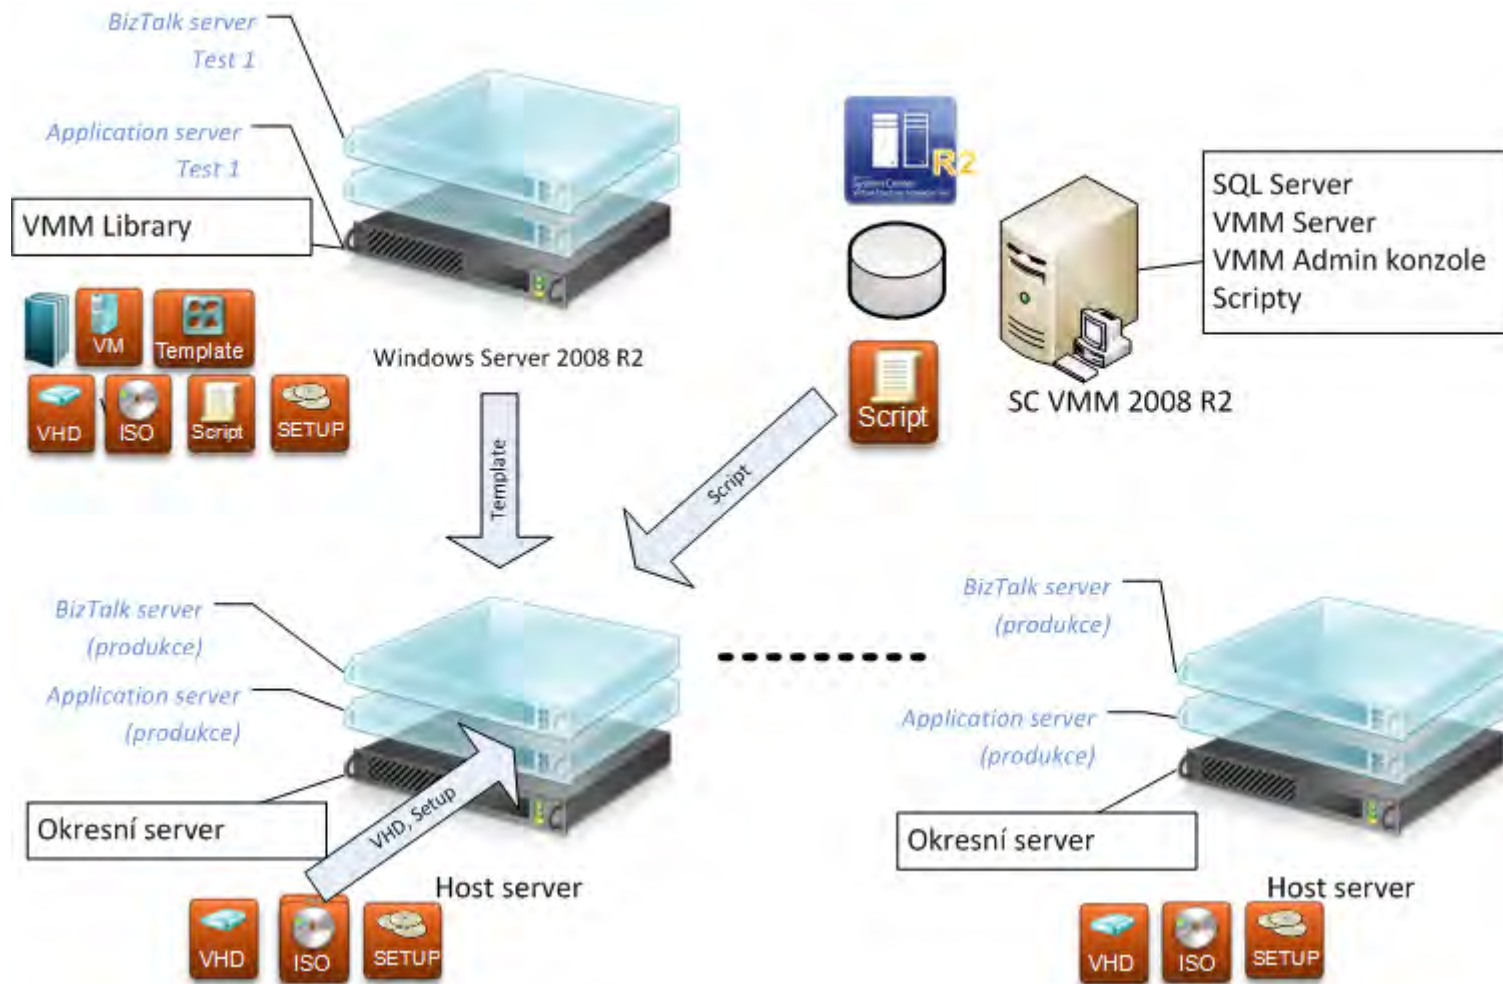 BizTalk server
Test 1
Application server
Test 1
VMM Library
VM
Template
VHD
ISO
Script
SETUP
Windows Server 2008 R2
R2
System Center
Script
SQL Server
VMM Server
VMM Admin konzole
Scripty
SC VMM 2008 R2
Template
Script
BizTalk server
(produkce)
Application server
(produkce)
Okresní server
VHD, Setup
Host server
VHD
ISO
SETUP
BizTalk server
(produkce)
Application server
(produkce)
Okresní server
Host server
VHD
ISO
SETUP